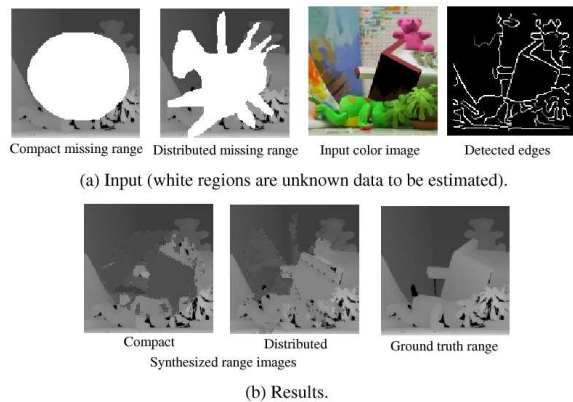 Compact missing range
Distributed missing range
Input color image
Detected edges
(a) Input (white regions are unknown data to be estimated).
Compact
Distributed
Ground truth range
Synthesized range images
(b) Results.